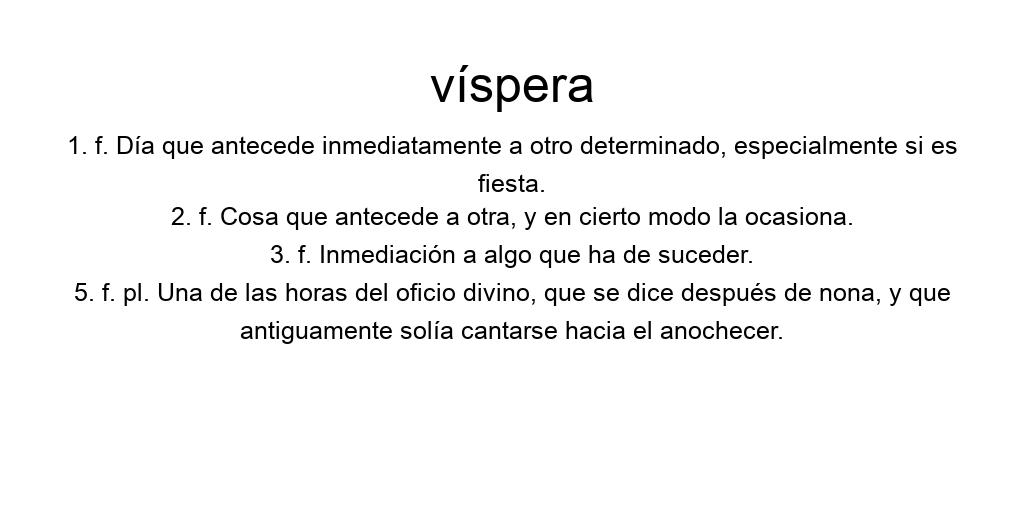 víspera
1. f. Día que antecede inmediatamente a otro determinado, especialmente si es
fiesta.
2. f. Cosa que antecede a otra, y en cierto modo la ocasiona.
3. f. Inmediación a algo que ha de suceder.
5. f. pl. Una de las horas del oficio divino, que se dice después de nona, y que
antiguamente solía cantarse hacia el anochecer.